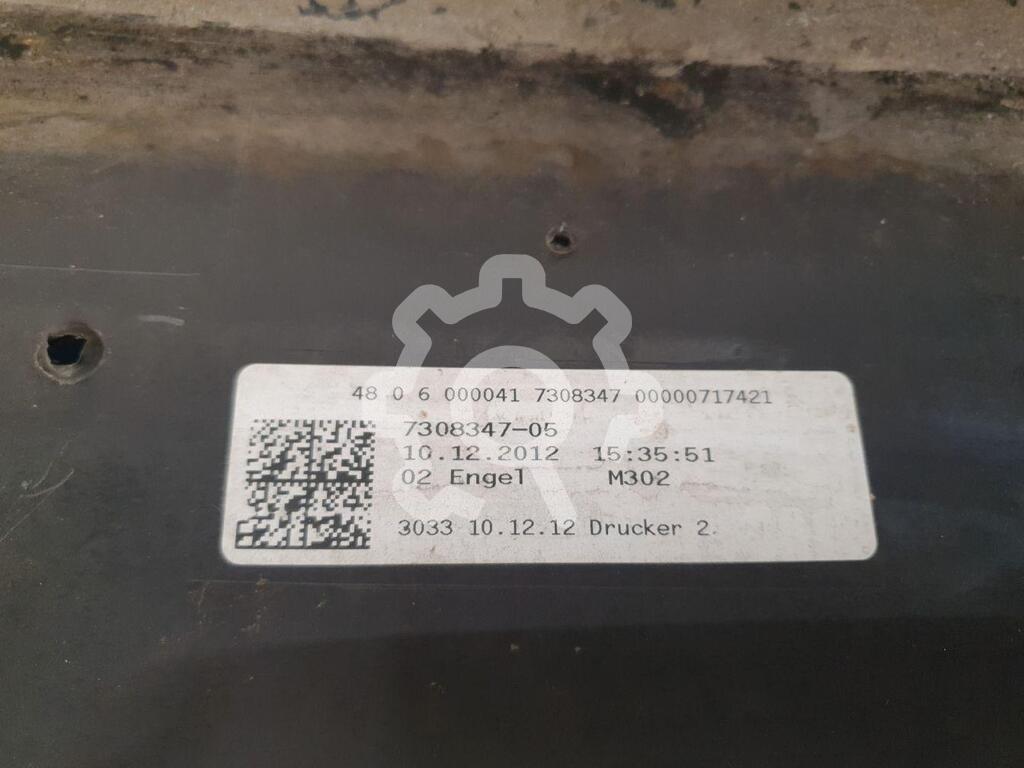 48 0 6 000041 7308347 00000717421
7308347-05
10.12.2012 15:35:51
02 Engel M302
3033 10.12.12 Drucker 2.